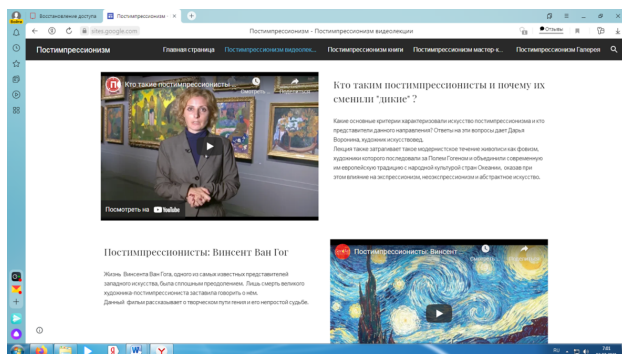 Восстановление доступа
Постимпрессионизм -
sites.google.com
Постимпрессионизм - Постимпрессионизм видеолекции
Отзывы
Постимпрессионизм
Главная страница
Постимпрессионизм видеолек...
Постимпрессионизм книги
Постимпрессионизм мастер-к...
Постимпрессионизм Галерея
Кто такие постимпрессионисты ...
Смотреть ...
Поделиться
Посмотреть на YouTube
Кто таким постимпрессионисты и почему их
сменили "дикие" ?
Какие основные критерии характеризовали искусство постимпрессионизма и кто
представители данного направления? Ответы на эти вопросы дает Дарья
Воронина, художник искусствовед.
Лекция также затрагивает такое модернистское течение живописи как фовизм,
художники которого последовали за Полем Гогеном и объединили современную
им европейскую традицию с народной культурой стран Океании, оказав при
этом влияние на экспрессионизм, неоэкспрессионизм и абстрактное искусство.
Постимпрессионисты: Винсент Ван Гог
Жизнь Винсента Ван Гога, одного из самых известных представителей
западного искусства, была сплошным преодолением. Лишь смерть великого
художника-постимпрессиониста заставила говорить о нём.
Данный фильм рассказывает о творческом пути гения и его непростой судьбе.
Постимпрессионисты: Винсент ...
RU
7:41